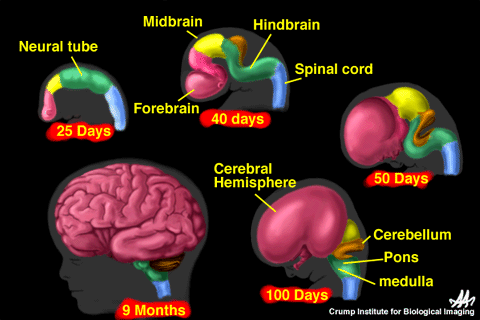 Midbrain
Hindbrain
Neural tube
Spinal cord
Forebrain
25 Days
40 days
50 Days
Cerebral
Hemisphere
Cerebellum
Pons
medulla
9 Months
100 Days
Crump Institute for Biological Imaging